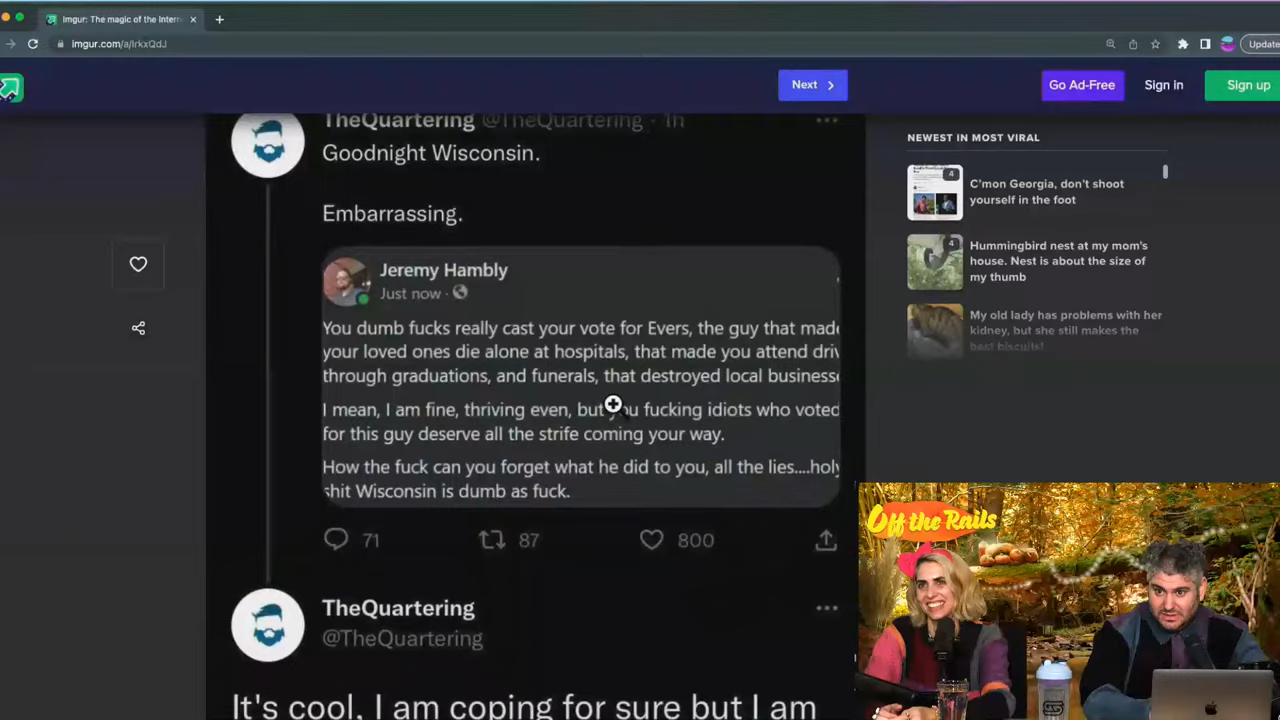 Imgur: The magic of the Intern
imgur.com/a/IrkxQdJ
Update
Next
Go Ad-Free
Sign in
Sign up
TheQuartering @TheQuartering · 1h
Goodnight Wisconsin.
Embarrassing.
Jeremy Hambly
Just now ·
You dumb fucks really cast your vote for Evers, the guy that made
your loved ones die alone at hospitals, that made you attend driv
through graduations, and funerals, that destroyed local businesse
I mean, I am fine, thriving even, but you fucking idiots who voted
for this guy deserve all the strife coming your way.
How the fuck can you forget what he did to you, all the lies....holy
shit Wisconsin is dumb as fuck.
71 87 800
TheQuartering
@TheQuartering
It's cool, I am coping for sure but I am
NEWEST IN MOST VIRAL
4
C'mon Georgia, don't shoot
yourself in the foot
4
Hummingbird nest at my mom's
house. Nest is about the size of
my thumb
My old lady has problems with her
kidney, but she still makes the
best biscuits!
Off the Rails